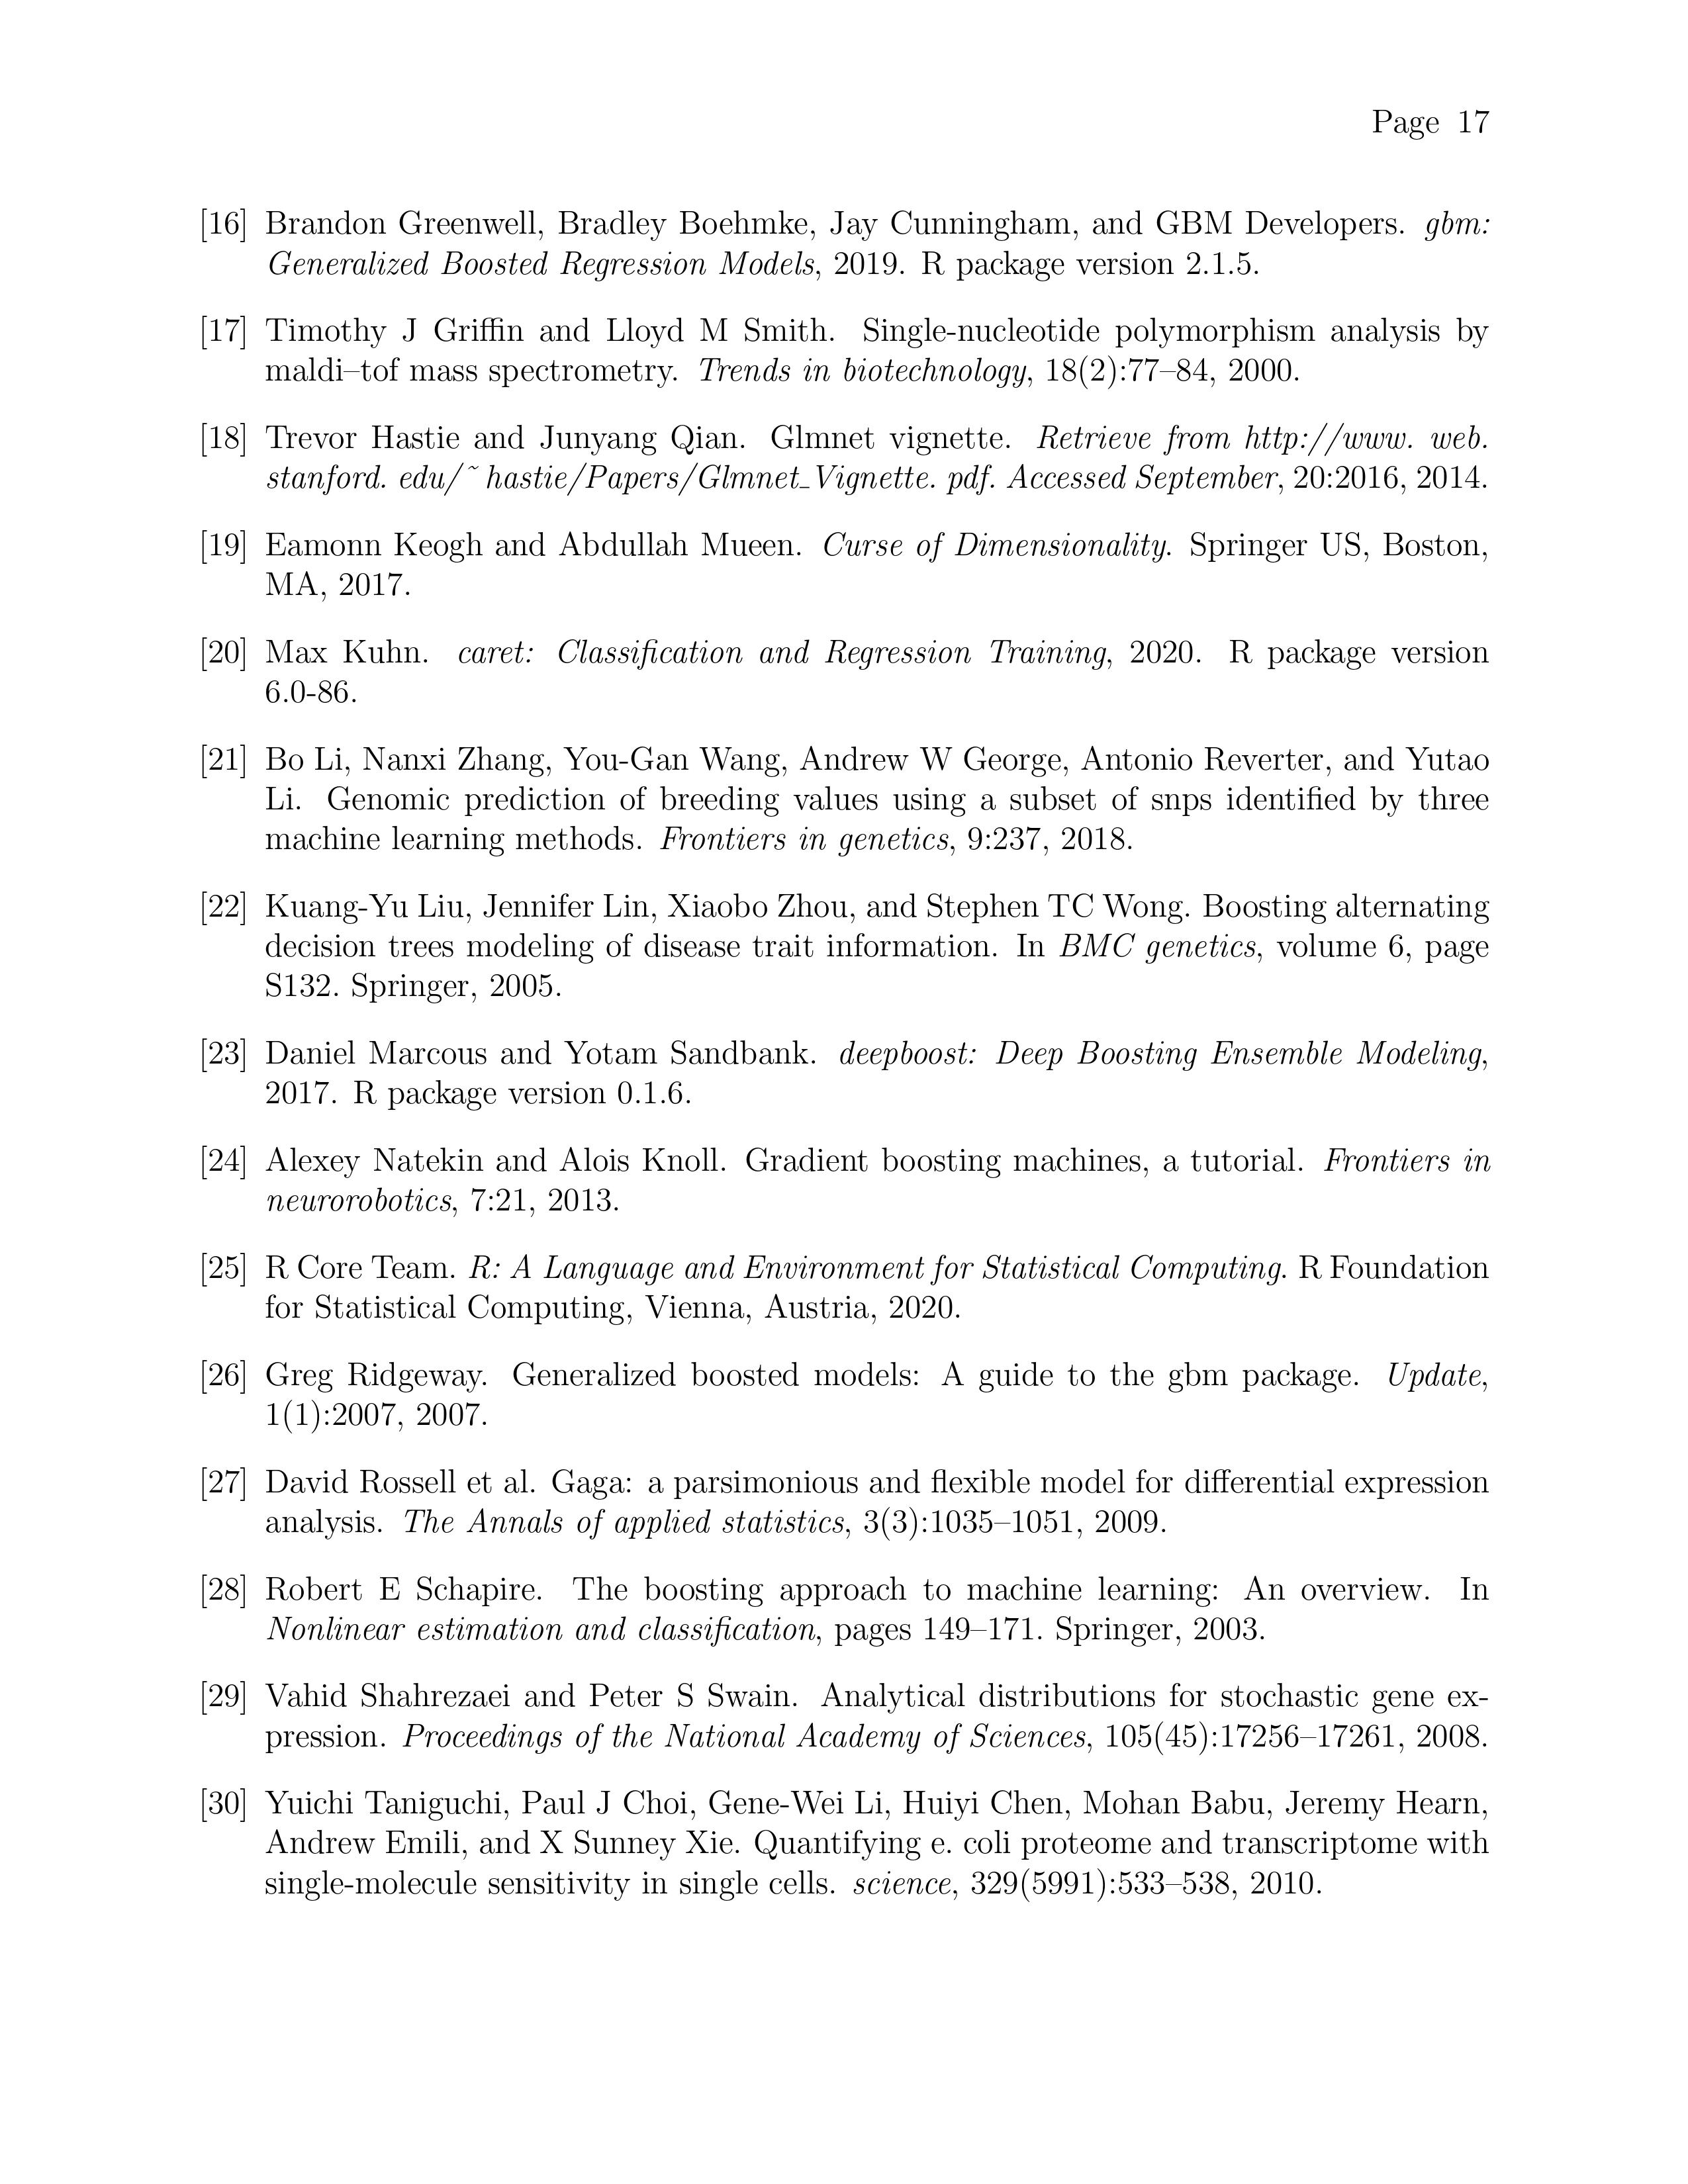 Page 17
[16] Brandon Greenwell, Bradley Boehmke, Jay Cunningham, and GBM Developers. gbm:
Generalized Boosted Regression Models, 2019. R package version 2.1.5.
[17] Timothy J Griffin and Lloyd M Smith. Single-nucleotide polymorphism analysis by
maldi–tof mass spectrometry. Trends in biotechnology, 18(2):77–84, 2000.
[18] Trevor Hastie and Junyang Qian. Glmnet vignette. Retrieve from http://www. web.
stanford. edu/˜ hastie/Papers/Glmnet_Vignette. pdf. Accessed September, 20:2016, 2014.
[19] Eamonn Keogh and Abdullah Mueen. Curse of Dimensionality. Springer US, Boston,
MA, 2017.
[20] Max Kuhn. caret: Classification and Regression Training, 2020. R package version
6.0-86.
[21] Bo Li, Nanxi Zhang, You-Gan Wang, Andrew W George, Antonio Reverter, and Yutao
Li. Genomic prediction of breeding values using a subset of snps identified by three
machine learning methods. Frontiers in genetics, 9:237, 2018.
[22] Kuang-Yu Liu, Jennifer Lin, Xiaobo Zhou, and Stephen TC Wong. Boosting alternating
decision trees modeling of disease trait information. In BMC genetics, volume 6, page
S132. Springer, 2005.
[23] Daniel Marcous and Yotam Sandbank. deepboost: Deep Boosting Ensemble Modeling,
2017. R package version 0.1.6.
[24] Alexey Natekin and Alois Knoll. Gradient boosting machines, a tutorial. Frontiers in
neurorobotics, 7:21, 2013.
[25] R Core Team. R: A Language and Environment for Statistical Computing. R Foundation
for Statistical Computing, Vienna, Austria, 2020.
[26] Greg Ridgeway. Generalized boosted models: A guide to the gbm package. Update,
1(1):2007, 2007.
[27] David Rossell et al. Gaga: a parsimonious and flexible model for differential expression
analysis. The Annals of applied statistics, 3(3):1035–1051, 2009.
[28] Robert E Schapire. The boosting approach to machine learning: An overview. In
Nonlinear estimation and classification, pages 149–171. Springer, 2003.
[29] Vahid Shahrezaei and Peter S Swain. Analytical distributions for stochastic gene ex-
pression. Proceedings of the National Academy of Sciences, 105(45):17256–17261, 2008.
[30] Yuichi Taniguchi, Paul J Choi, Gene-Wei Li, Huiyi Chen, Mohan Babu, Jeremy Hearn,
Andrew Emili, and X Sunney Xie. Quantifying e. coli proteome and transcriptome with
single-molecule sensitivity in single cells. science, 329(5991):533–538, 2010.